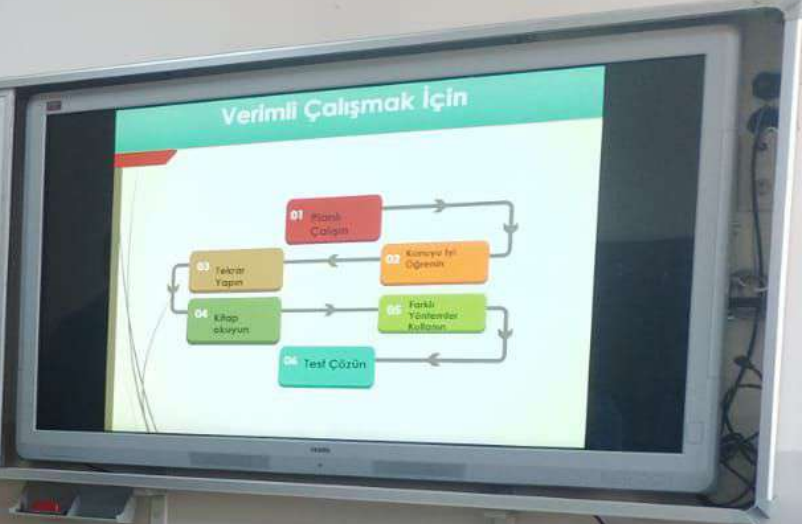 Verimli Çalışmak İçin
01 Planlı
Çalışın
02 Konuyu İyi
Öğrenin
03 Tekrar
Yapın
04 Kitap
okuyun
05 Farklı
Yöntemler
Kullanın
06 Test Çözün